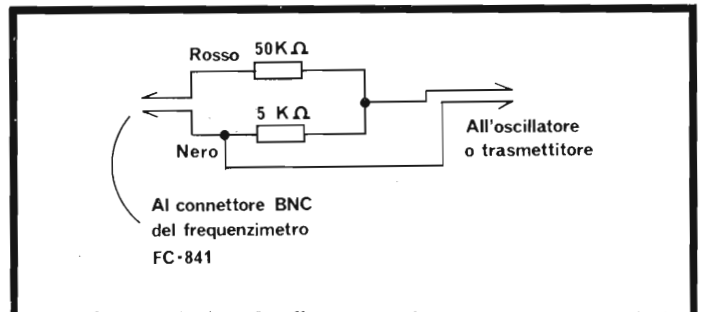 Rosso
50KΩ
5 KΩ
Nero
All'oscillatore
o trasmettitore
Al connettore BNC
del frequenzimetro
FC-841